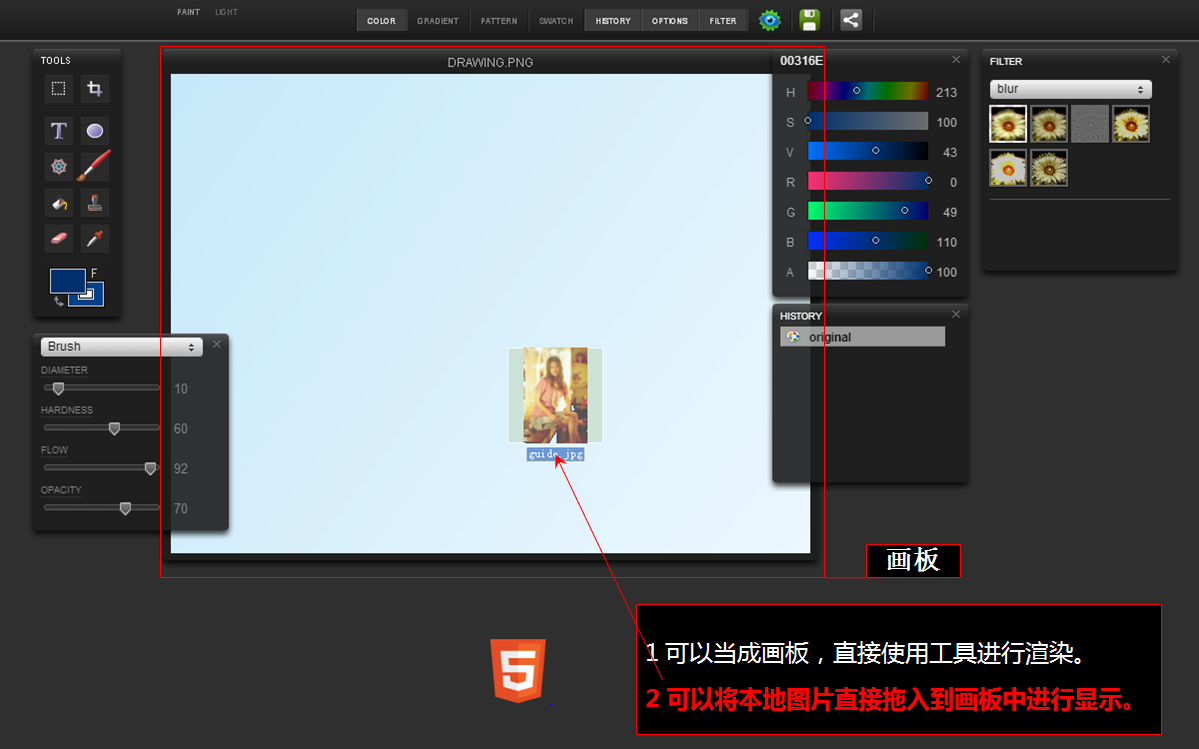 PAINT LIGHT COLOR GRADIENT PATTERN SWATCH HISTORY OPTIONS FILTER
TOOLS
T
F
DRAWING.PNG
Brush
DIAMETER
10
HARDNESS
60
FLOW
92
OPACITY
70
guide.jpg
00316E
H 213
S 100
V 43
R 0
G 49
B 110
A 100
HISTORY
original
FILTER
blur
画板
5
1 可以当成画板，直接使用工具进行渲染。
2 可以将本地图片直接拖入到画板中进行显示。